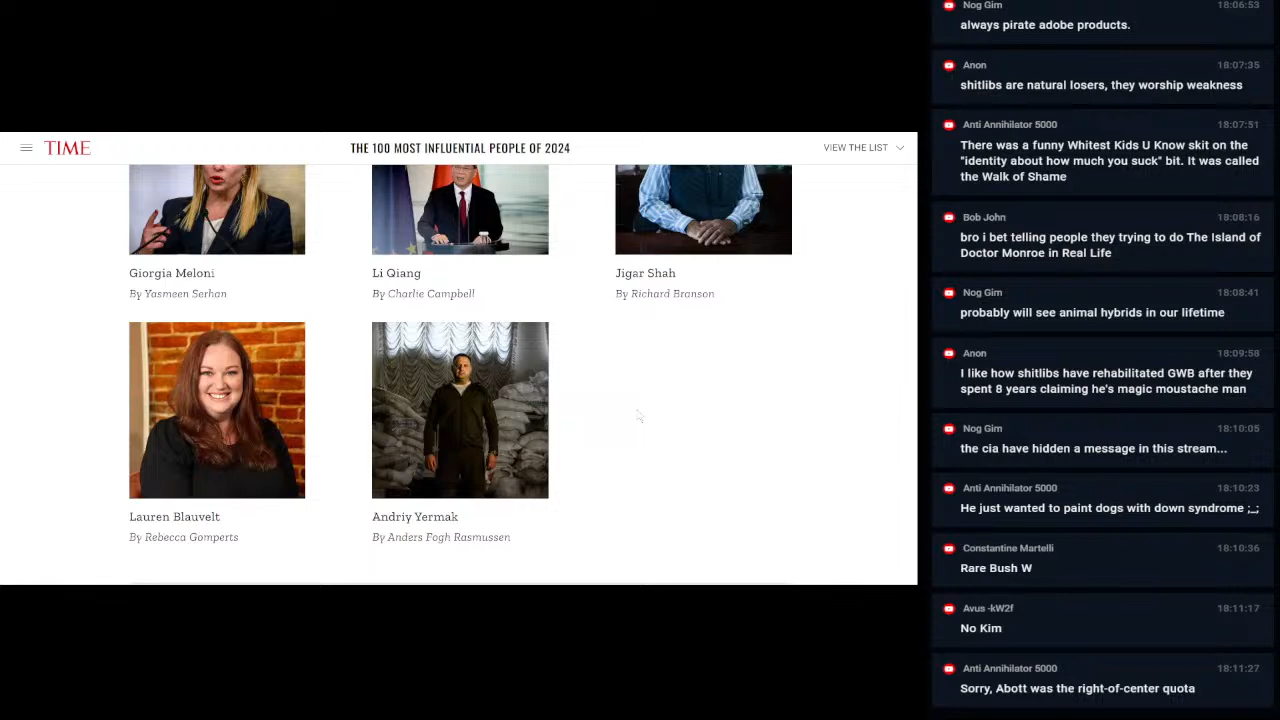 TIME
THE 100 MOST INFLUENTIAL PEOPLE OF 2024
VIEW THE LIST
Giorgia Meloni
By Yasmeen Serhan
Li Qiang
By Charlie Campbell
Jigar Shah
By Richard Branson
Lauren Blauvelt
By Rebecca Gomperts
Andriy Yermak
By Anders Fogh Rasmussen
Nog Gim 18:06:53
always pirate adobe products.
Anon 18:07:35
shitlibs are natural losers, they worship weakness
Anti Annihilator 5000 18:07:51
There was a funny Whitest Kids U Know skit on the
"identity about how much you suck" bit. It was called
the Walk of Shame
Bob John 18:08:16
bro i bet telling people they trying to do The Island of
Doctor Monroe in Real Life
Nog Gim 18:08:41
probably will see animal hybrids in our lifetime
Anon 18:09:58
I like how shitlibs have rehabilitated GWB after they
spent 8 years claiming he's magic moustache man
Nog Gim 18:10:05
the cia have hidden a message in this stream...
Anti Annihilator 5000 18:10:23
He just wanted to paint dogs with down syndrome ;_;
Constantine Martelli 18:10:36
Rare Bush W
Avus -kW2f 18:11:17
No Kim
Anti Annihilator 5000 18:11:27
Sorry, Abott was the right-of-center quota